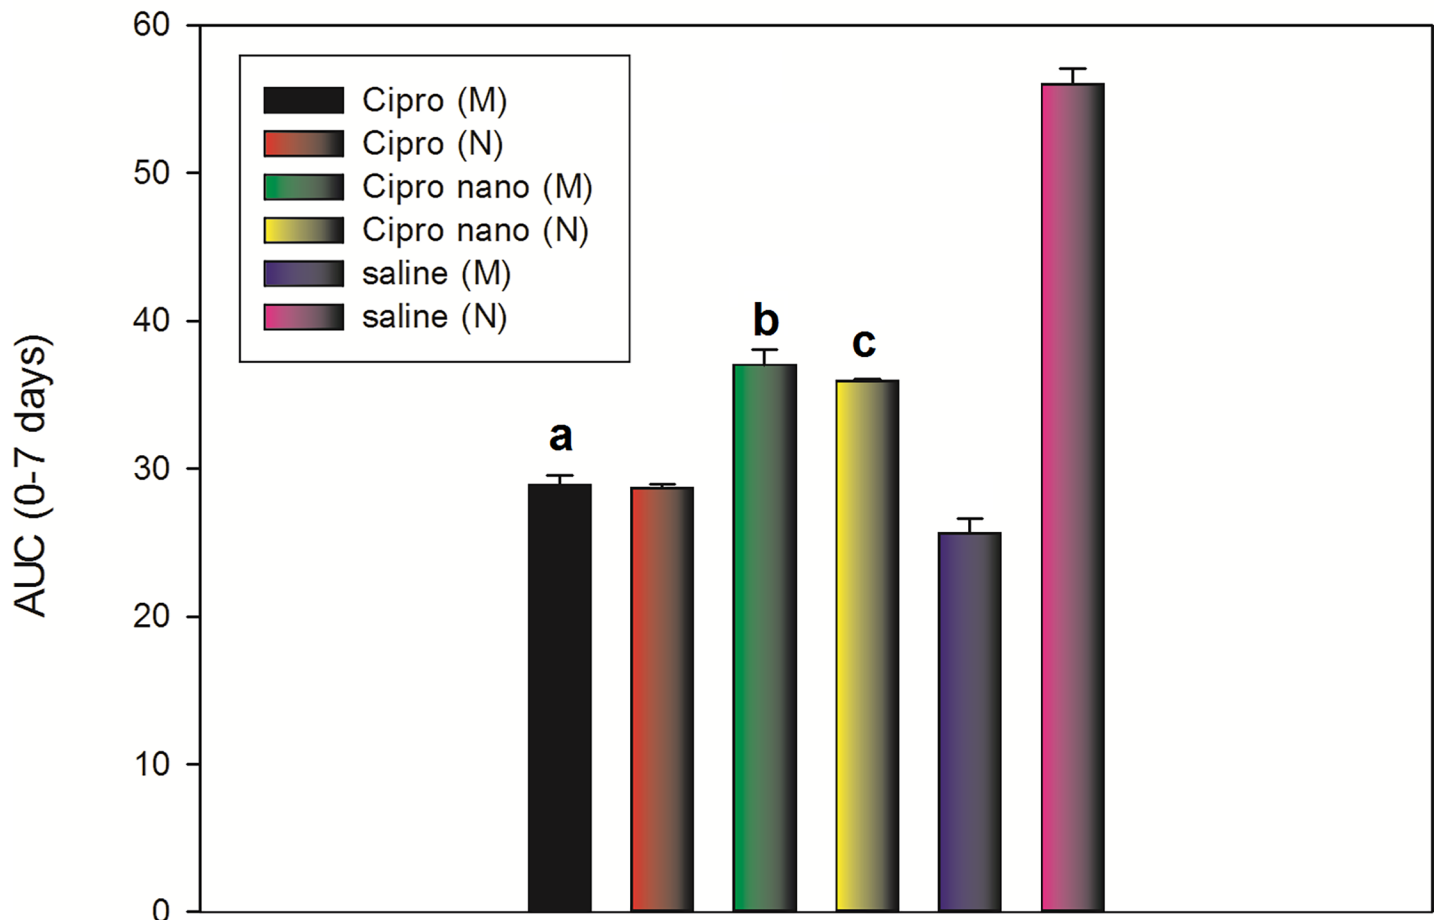 60
50
40
30
20
10
0
AUC (0-7 days)
Cipro (M)
Cipro (N)
Cipro nano (M)
Cipro nano (N)
saline (M)
saline (N)
a
b
c